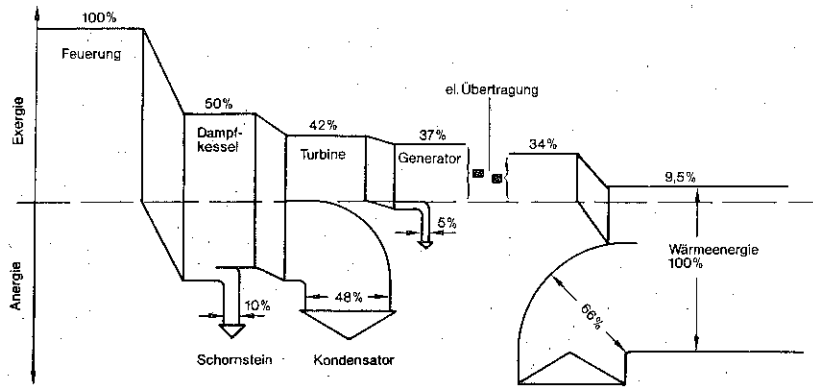 100%
Feuerung
50%
Dampf-
kessel
42%
Turbine
37%
Generator
el. Übertragung
34%
9,5%
Exergie
Anergie
5%
Wärmeenergie
100%
10%
48%
66%
Schornstein
Kondensator